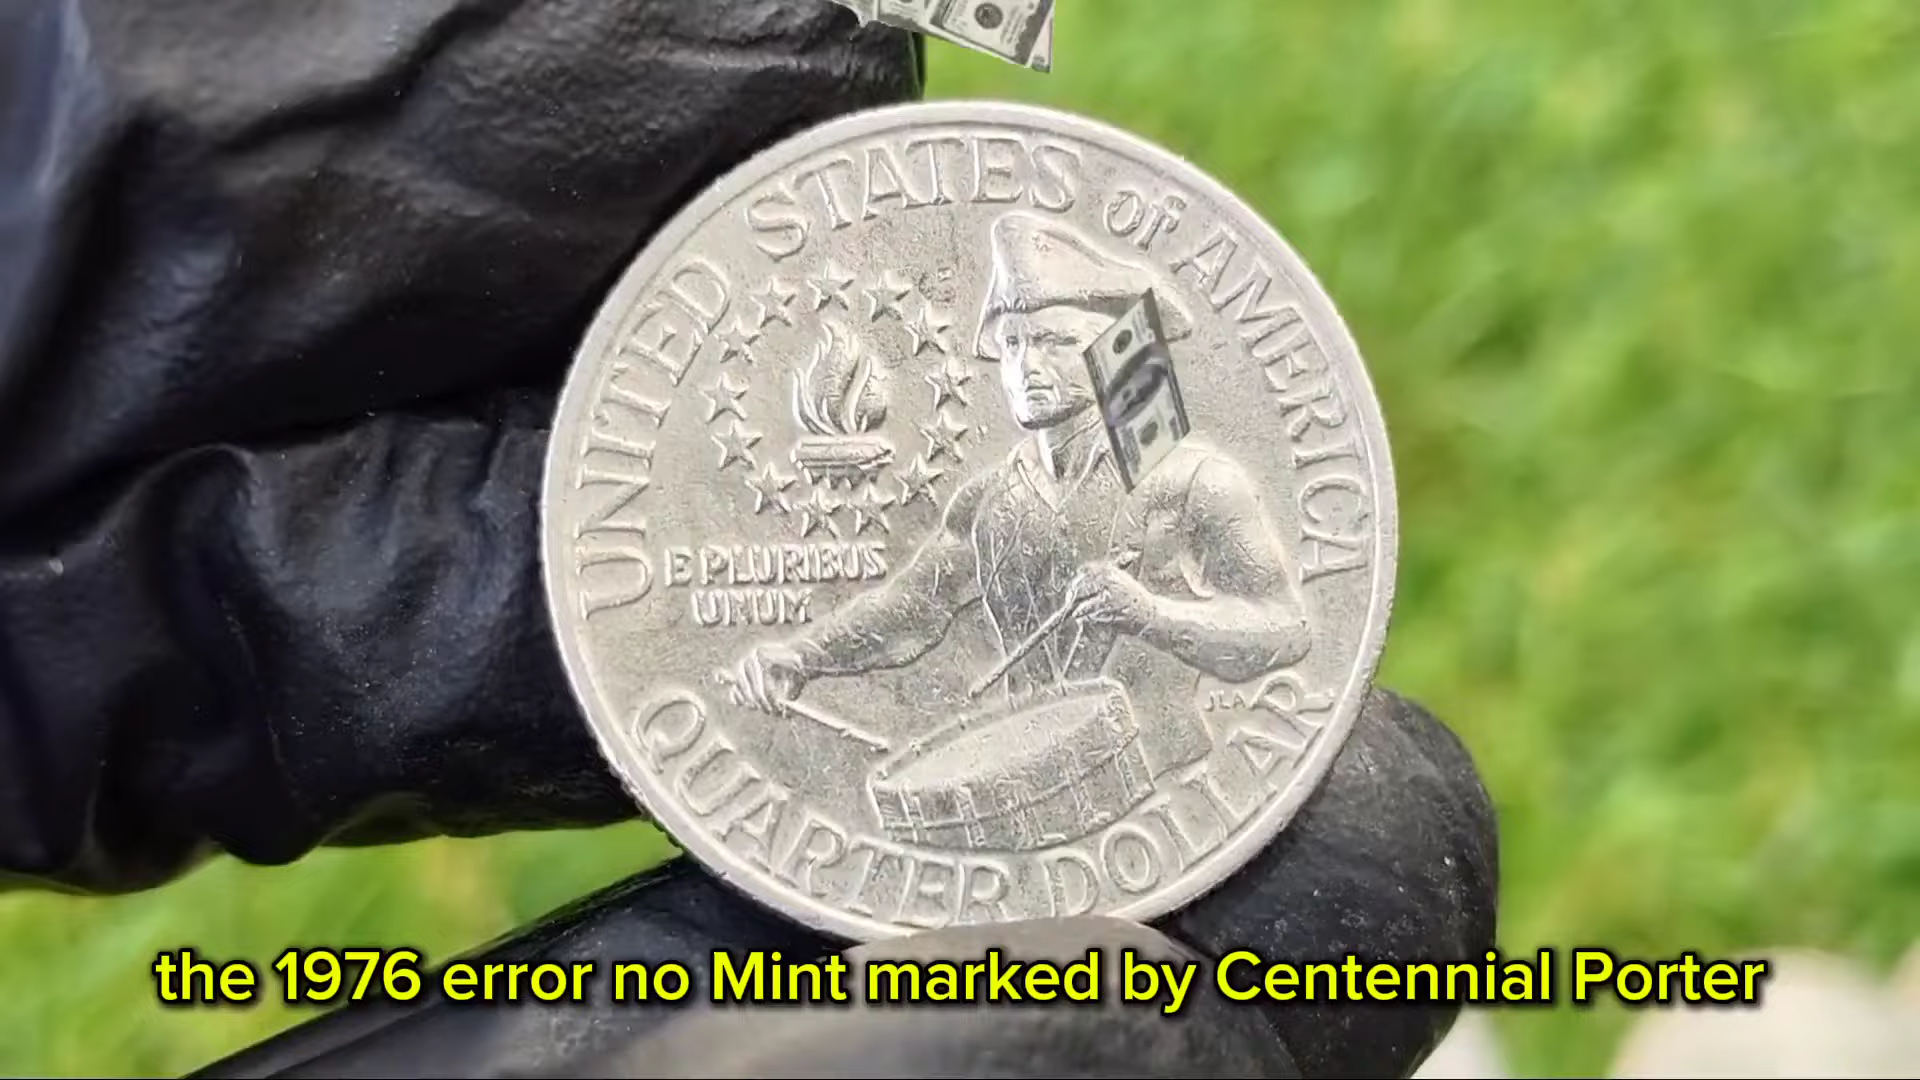 UNITED STATES of AMERICA
E PLURIBUS
UNUM
JLA
QUARTER DOLLAR
the 1976 error no Mint marked by Centennial Porter